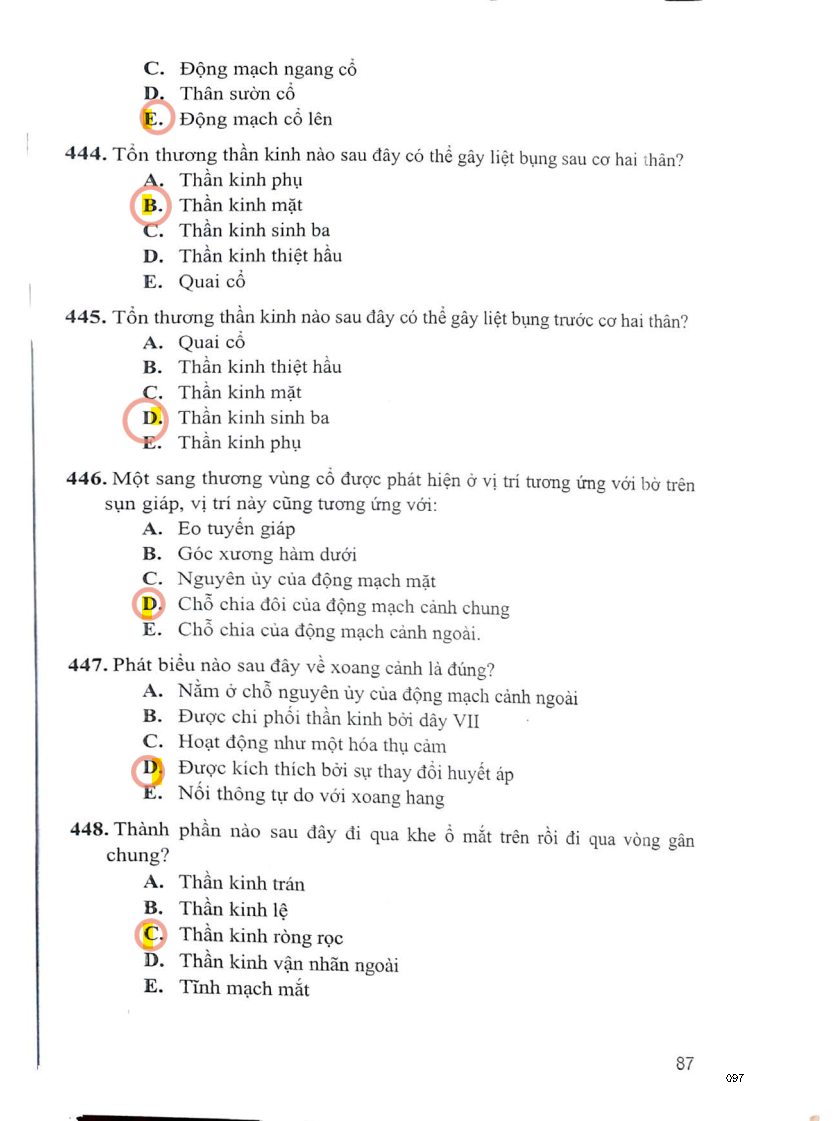 C. Động mạch ngang cổ
D. Thân sườn cổ
E. Động mạch cổ lên
444. Tổn thương thần kinh nào sau đây có thể gây liệt bụng sau cơ hai thân?
A. Thần kinh phụ
B. Thần kinh mặt
C. Thần kinh sinh ba
D. Thần kinh thiệt hầu
E. Quai cổ
445. Tổn thương thần kinh nào sau đây có thể gây liệt bụng trước cơ hai thân?
A. Quai cổ
B. Thần kinh thiệt hầu
C. Thần kinh mặt
D. Thần kinh sinh ba
E. Thần kinh phụ
446. Một sang thương vùng cổ được phát hiện ở vị trí tương ứng với bờ trên
sụn giáp, vị trí này cũng tương ứng với:
A. Eo tuyến giáp
B. Góc xương hàm dưới
C. Nguyên ủy của động mạch mặt
D. Chỗ chia đôi của động mạch cảnh chung
E. Chỗ chia của động mạch cảnh ngoài.
447. Phát biểu nào sau đây về xoang cảnh là đúng?
A. Nằm ở chỗ nguyên ủy của động mạch cảnh ngoài
B. Được chi phối thần kinh bởi dây VII
C. Hoạt động như một hóa thụ cảm
D. Được kích thích bởi sự thay đổi huyết áp
E. Nối thông tự do với xoang hang
448. Thành phần nào sau đây đi qua khe ổ mắt trên rồi đi qua vòng gân
chung?
A. Thần kinh trán
B. Thần kinh lệ
C. Thần kinh ròng rọc
D. Thần kinh vận nhãn ngoài
E. Tĩnh mạch mắt
87
097